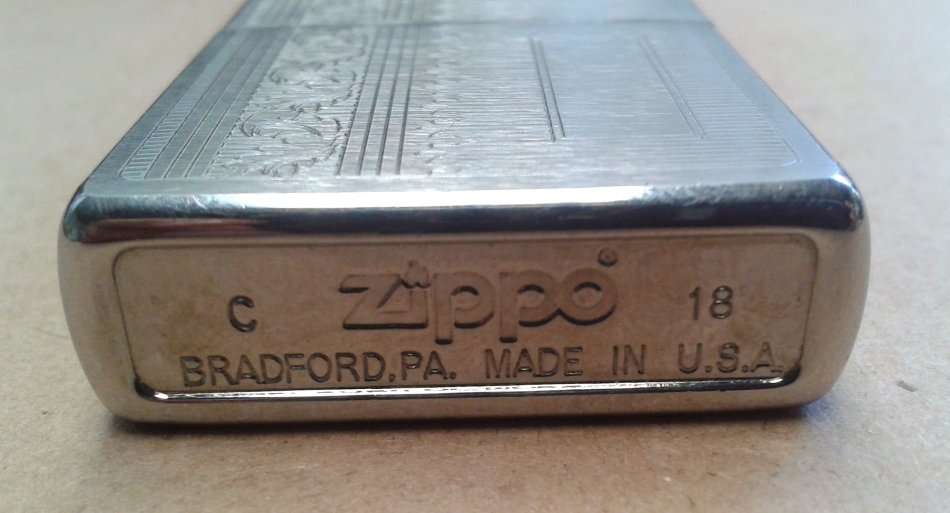 C Zippo® 18
BRADFORD,PA. MADE IN U.S.A.